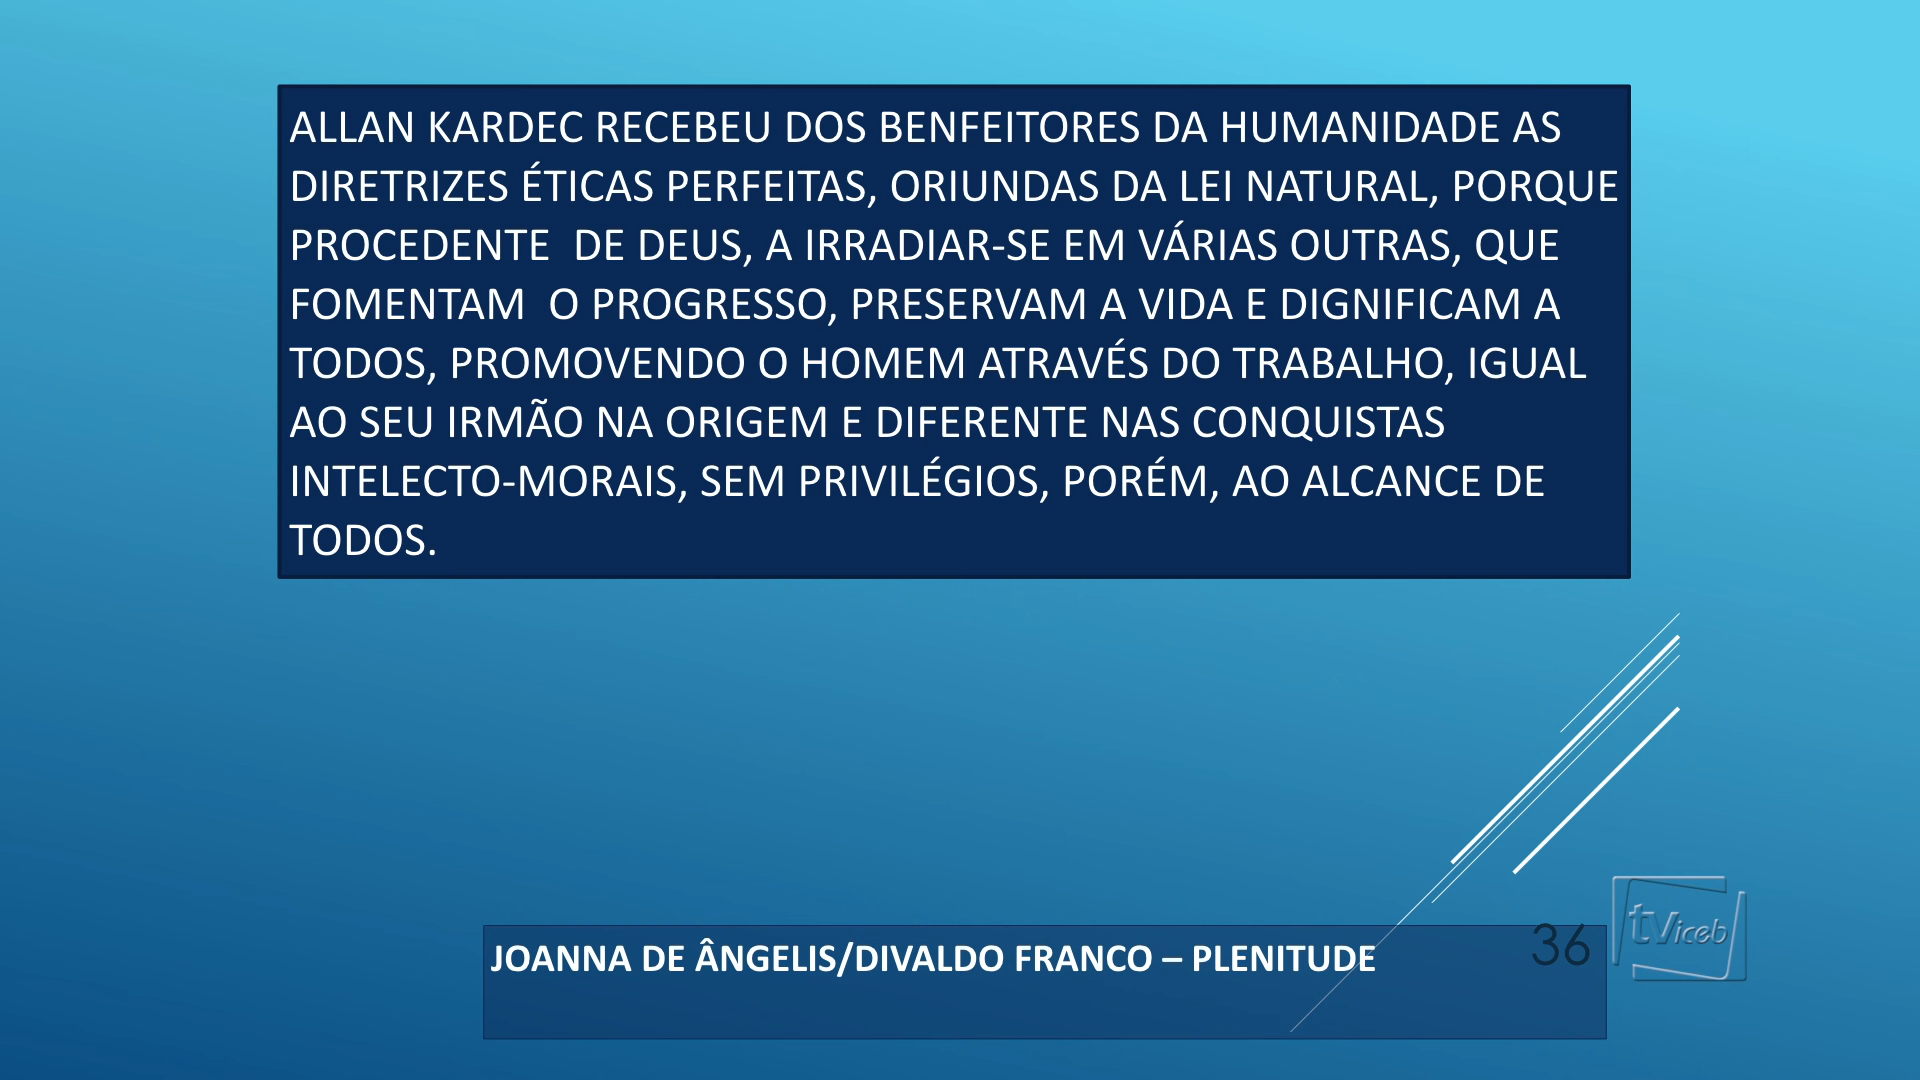 ALLAN KARDEC RECEBEU DOS BENFEITORES DA HUMANIDADE AS
DIRETRIZES ÉTICAS PERFEITAS, ORIUNDAS DA LEI NATURAL, PORQUE
PROCEDENTE  DE DEUS, A IRRADIAR-SE EM VÁRIAS OUTRAS, QUE
FOMENTAM  O PROGRESSO, PRESERVAM A VIDA E DIGNIFICAM A
TODOS, PROMOVENDO O HOMEM ATRAVÉS DO TRABALHO, IGUAL
AO SEU IRMÃO NA ORIGEM E DIFERENTE NAS CONQUISTAS
INTELECTO-MORAIS, SEM PRIVILÉGIOS, PORÉM, AO ALCANCE DE
TODOS.
JOANNA DE ÂNGELIS/DIVALDO FRANCO – PLENITUDE
36
tViceb